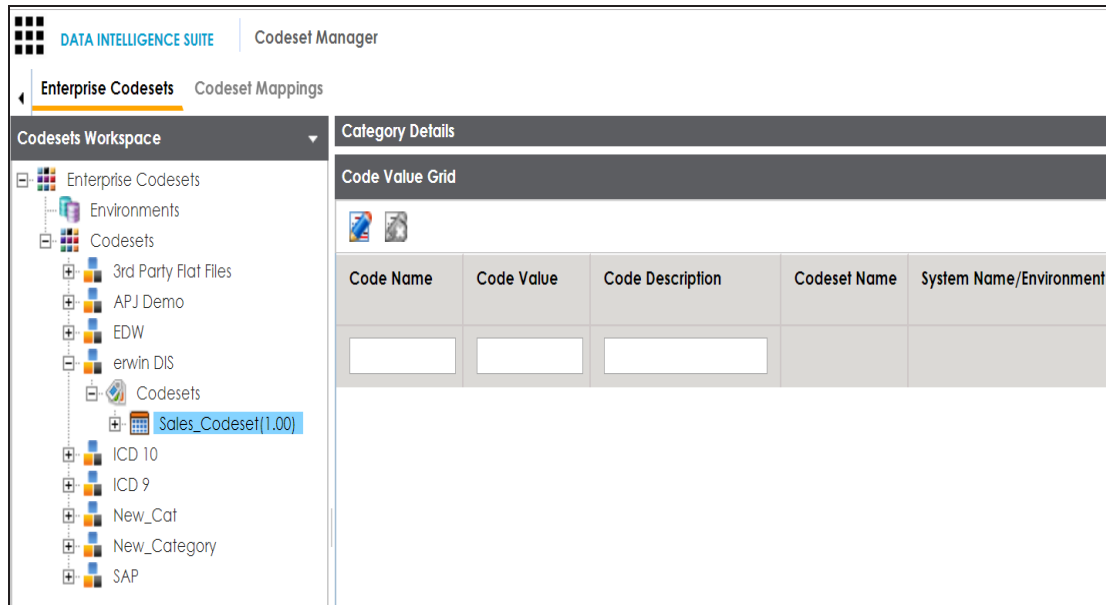 DATA INTELLIGENCE SUITE Codeset Manager
Enterprise Codesets Codeset Mappings
Codesets Workspace
Enterprise Codesets
Environments
Codesets
3rd Party Flat Files
APJ Demo
EDW
erwin DIS
Codesets
Sales_Codeset(1.00)
ICD 10
ICD 9
New_Cat
New_Category
SAP
Category Details
Code Value Grid
Code Name Code Value Code Description Codeset Name System Name/Environment